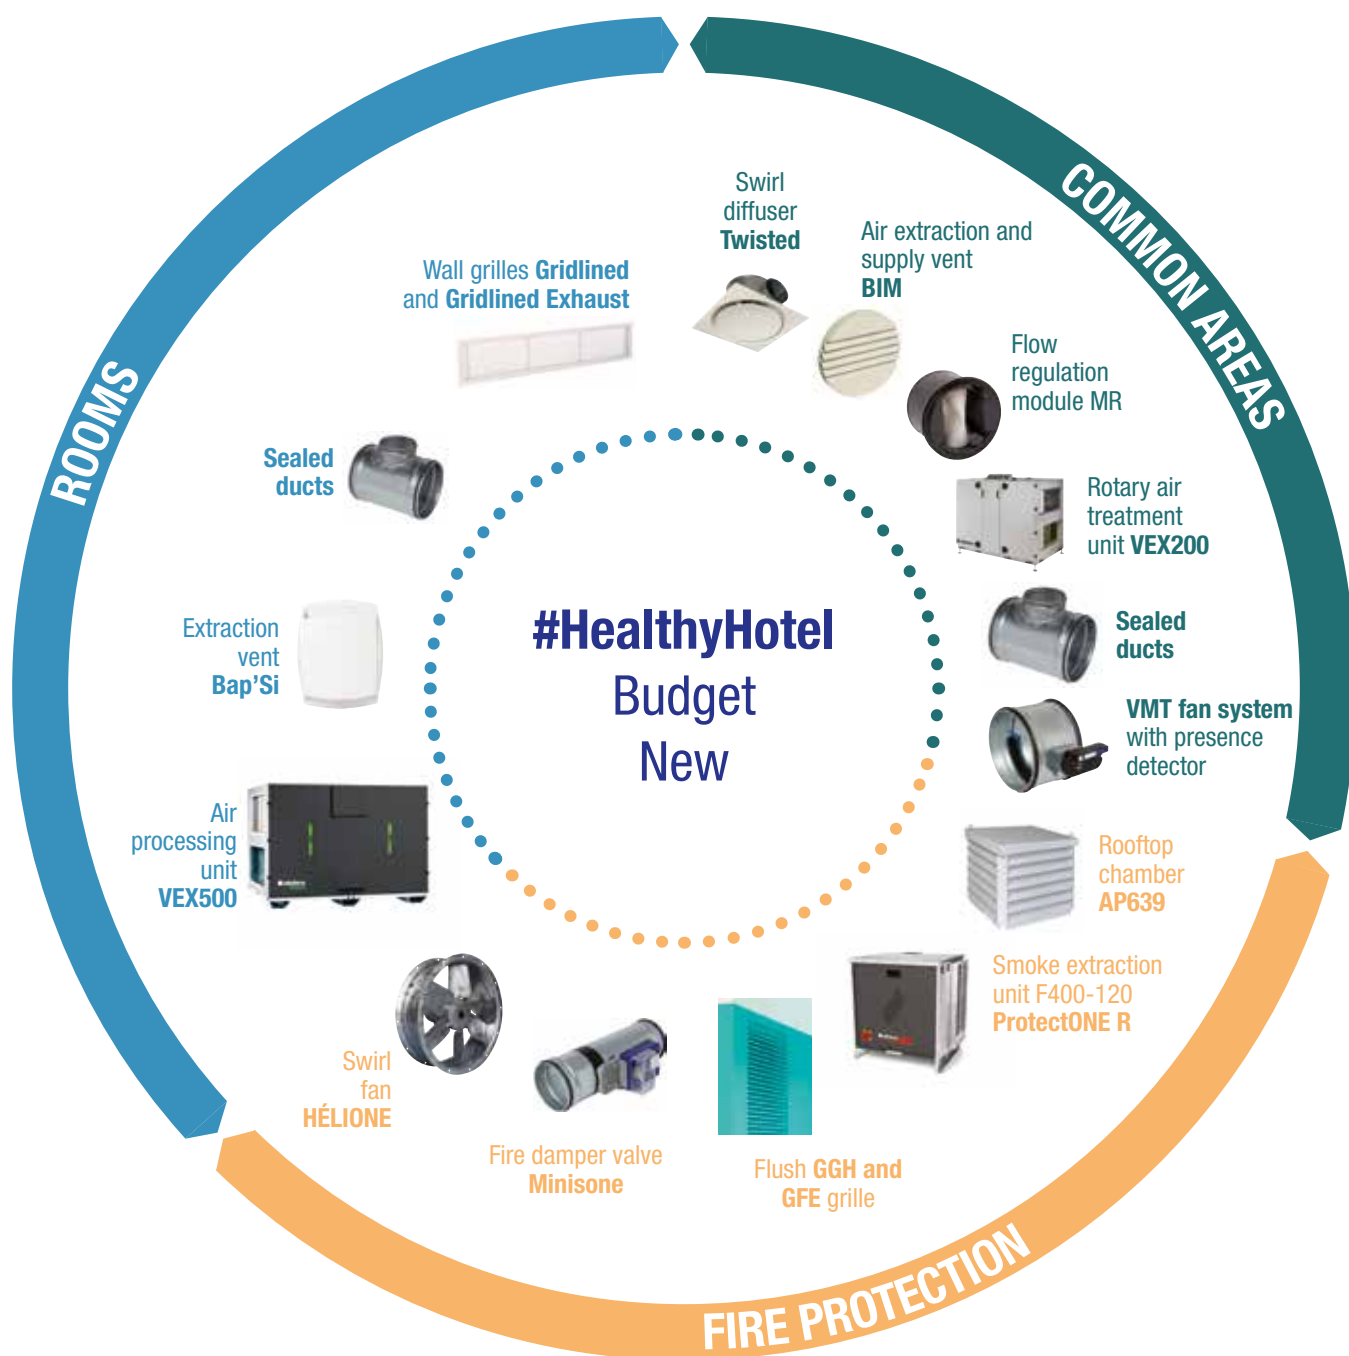 COMMON AREAS
Swirl
diffuser
Twisted
Air extraction and
supply vent
BIM
Flow
regulation
module MR
Rotary air
treatment
unit VEX200
Sealed
ducts
VMT fan system
with presence
detector
FIRE PROTECTION
Rooftop
chamber
AP639
Smoke extraction
unit F400-120
ProtectONE R
Flush GGH and
GFE grille
Fire damper valve
Minisone
Swirl
fan
HÉLIONE
ROOMS
Wall grilles Gridlined
and Gridlined Exhaust
Sealed
ducts
Extraction
vent
Bap'Si
Air
processing
unit
VEX500
#HealthyHotel
Budget
New